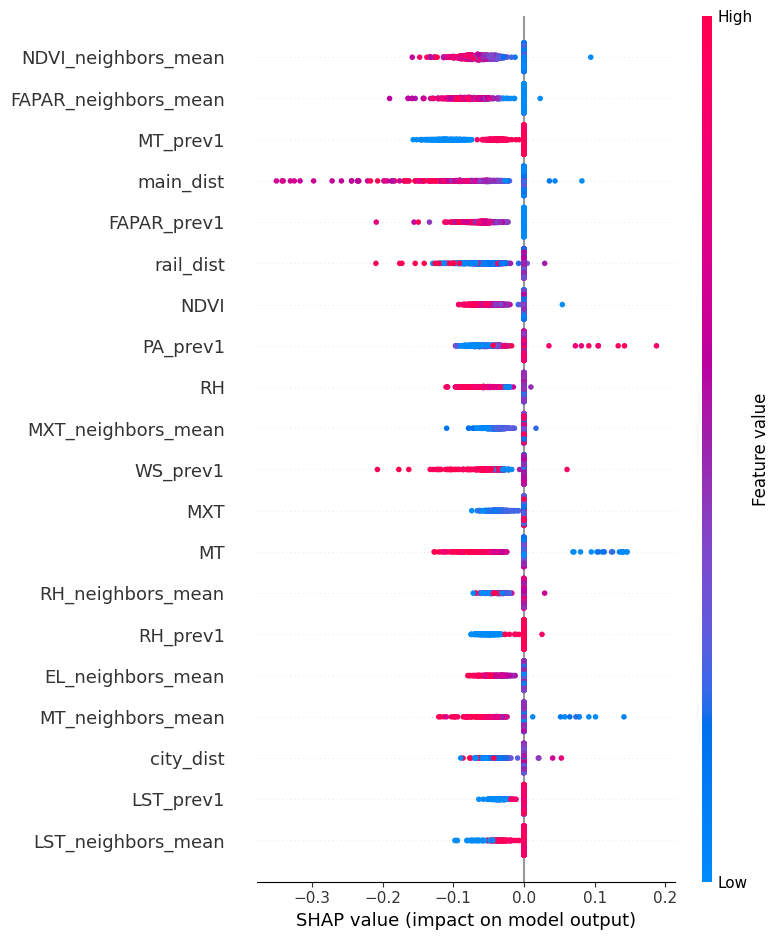 High
NDVI_neighbors_mean
FAPAR_neighbors_mean
MT_prev1
main_dist
FAPAR_prev1
rail_dist
NDVI
PA_prev1
RH
MXT_neighbors_mean
WS_prev1
MXT
MT
RH_neighbors_mean
RH_prev1
EL_neighbors_mean
MT_neighbors_mean
city_dist
LST_prev1
LST_neighbors_mean
Feature value
Low
−0.3 −0.2 −0.1 0.0 0.1 0.2
SHAP value (impact on model output)